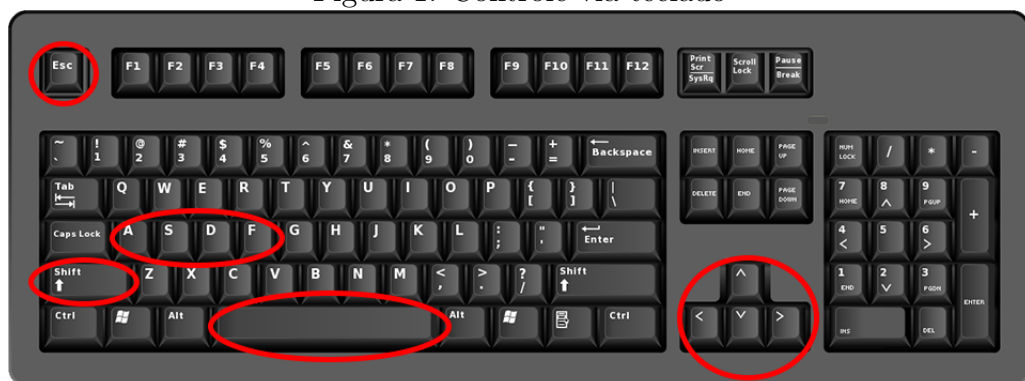 Figura 1: Controle via teclado
Esc F1 F2 F3 F4 F5 F6 F7 F8 F9 F10 F11 F12 Print Scr SysRq Scroll Lock Pause Break
~ ` ! 1 @ 2 # 3 $ 4 % 5 ^ 6 & 7 * 8 ( 9 ) 0 _ - + = Backspace INSERT HOME PAGE UP NUM LOCK / * -
Tab Q W E R T Y U I O P { [ } ] | \ DELETE END PAGE DOWN 7 HOME 8 9 PGUP +
Caps Lock A S D F G H J K L : ; " ' Enter 4 < 5 6 >
Shift Z X C V B N M < , > . ? / Shift 1 END 2 3 PGDN ENTER
Ctrl Alt Alt Ctrl < > INS DEL